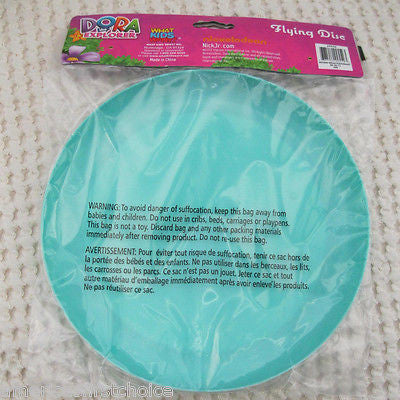 DORA
the
EXPLORER
WHAT
KIDS
Made in China
nickelodeon
NickJr.com
Flying Disc
WARNING: To avoid danger of suffocation, keep this bag away from
babies and children. Do not use in cribs, beds, carriages or playpens.
This bag is not a toy. Discard bag and any other packing materials
immediately after removing product. Do not re-use this bag.
AVERTISSEMENT: Pour éviter tout risque de suffocation, tenir ce sac hors de
la portée des bébés et des enfants. Ne pas utiliser dans les berceaux, les lits,
les carrosses ou les parcs. Ce sac n'est pas un jouet. Jeter ce sac et tout
autre matériau d'emballage immédiatement après avoir enlevé les produits.
Ne pas réutiliser ce sac.